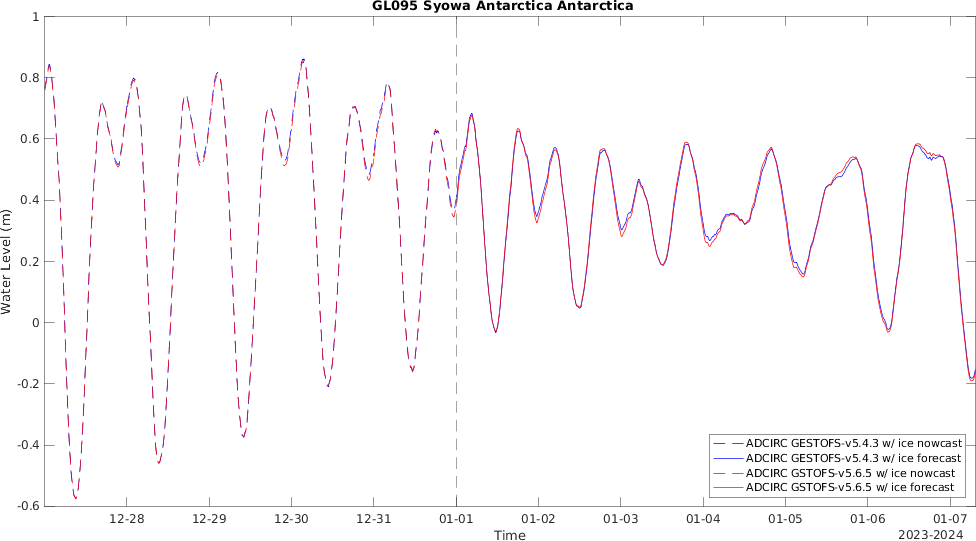 GL095 Syowa Antarctica Antarctica
1
0.8
0.6
0.4
0.2
0
-0.2
-0.4
-0.6
Water Level (m)
12-28 12-29 12-30 12-31 01-01 01-02 01-03 01-04 01-05 01-06 01-07
Time
2023-2024
ADCIRC GESTOFS-v5.4.3 w/ ice nowcast
ADCIRC GESTOFS-v5.4.3 w/ ice forecast
ADCIRC GSTOFS-v5.6.5 w/ ice nowcast
ADCIRC GSTOFS-v5.6.5 w/ ice forecast